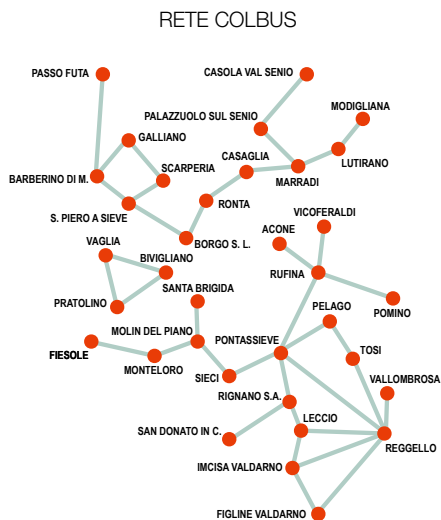 RETE COLBUS
PASSO FUTA
CASOLA VAL SENIO
MODIGLIANA
PALAZZUOLO SUL SENIO
GALLIANO
LUTIRANO
CASAGLIA
SCARPERIA
BARBERINO DI M.
MARRADI
RONTA
S. PIERO A SIEVE
VICOFERALDI
BORGO S. L.
ACONE
VAGLIA
BIVIGLIANO
RUFINA
SANTA BRIGIDA
POMINO
PRATOLINO
PELAGO
MOLIN DEL PIANO
PONTASSIEVE
FIESOLE
TOSI
MONTELORO
SIECI
VALLOMBROSA
RIGNANO S.A.
LECCIO
SAN DONATO IN C.
REGGELLO
IMCISA VALDARNO
FIGLINE VALDARNO